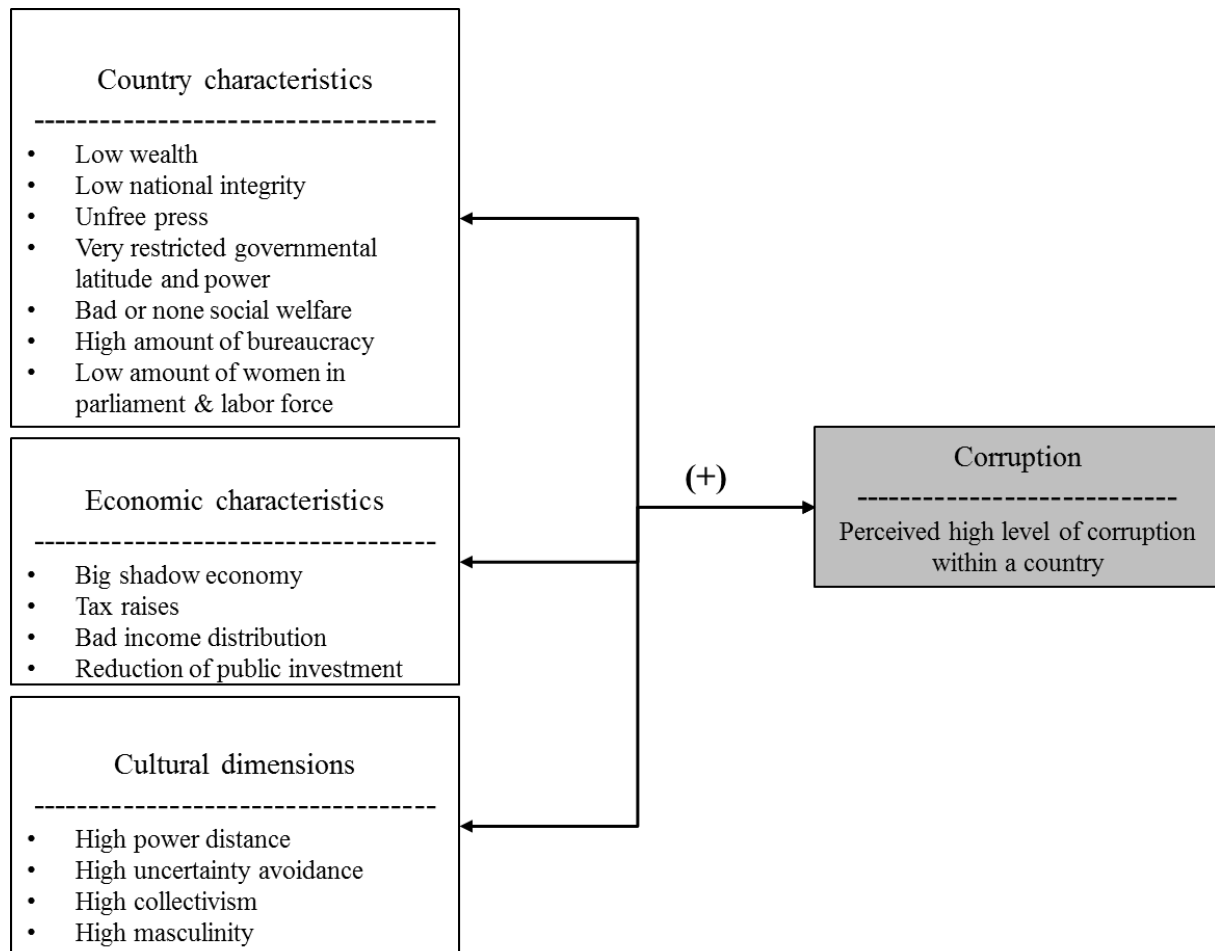 Country characteristics
-------------------------------------
• Low wealth
• Low national integrity
• Unfree press
• Very restricted governmental
latitude and power
• Bad or none social welfare
• High amount of bureaucracy
• Low amount of women in
parliament & labor force
Economic characteristics
-------------------------------------
• Big shadow economy
• Tax raises
• Bad income distribution
• Reduction of public investment
Cultural dimensions
-------------------------------------
• High power distance
• High uncertainty avoidance
• High collectivism
• High masculinity
(+)
Corruption
-----------------------------
Perceived high level of corruption
within a country